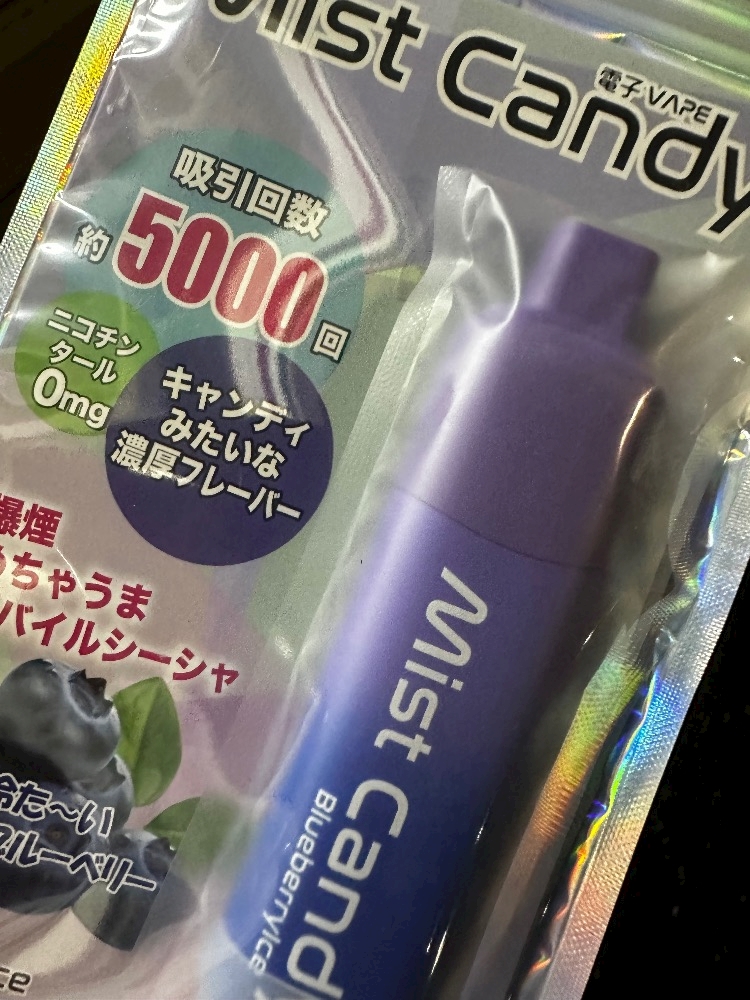 Mist Candy
電子VAPE
吸引回数
約5000回
ニコチン
タール
0mg
キャンディ
みたいな
濃厚フレーバー
爆煙
めちゃうま
バイルシーシャ
冷た〜い
ブルーベリー
Mist Candy
BlueberryIce